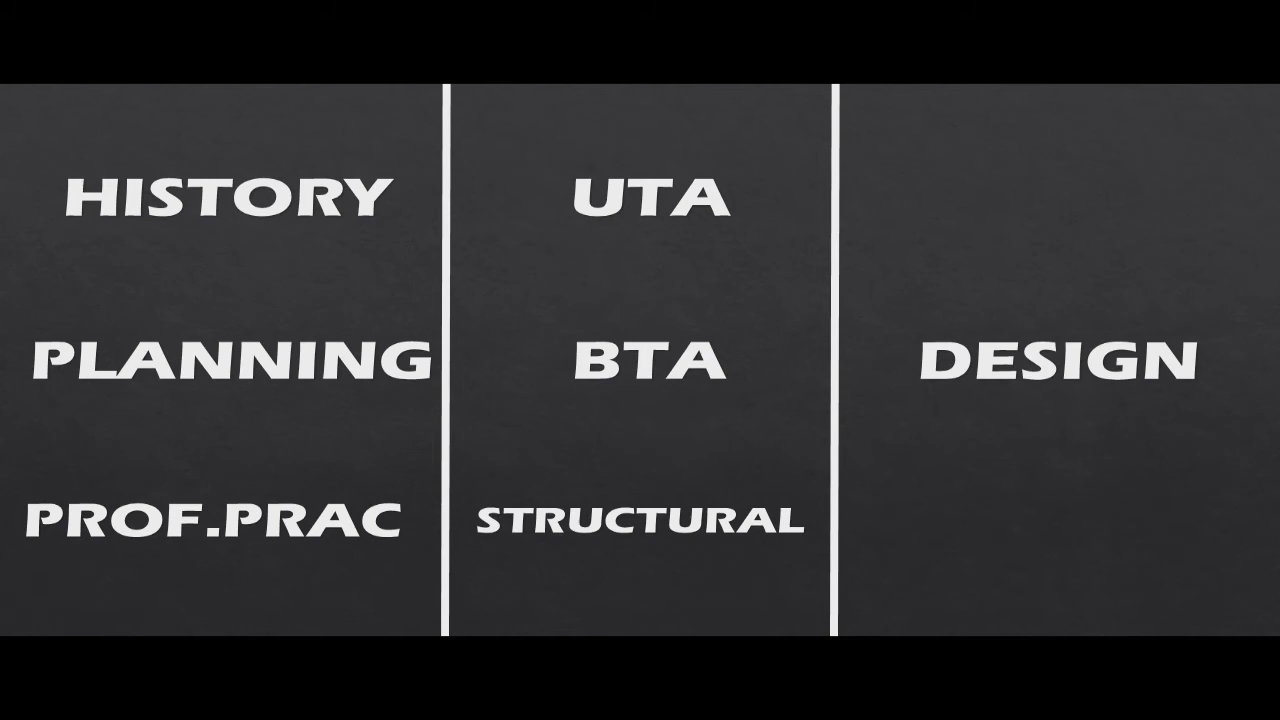 HISTORY
PLANNING
PROF.PRAC
UTA
BTA
STRUCTURAL
DESIGN